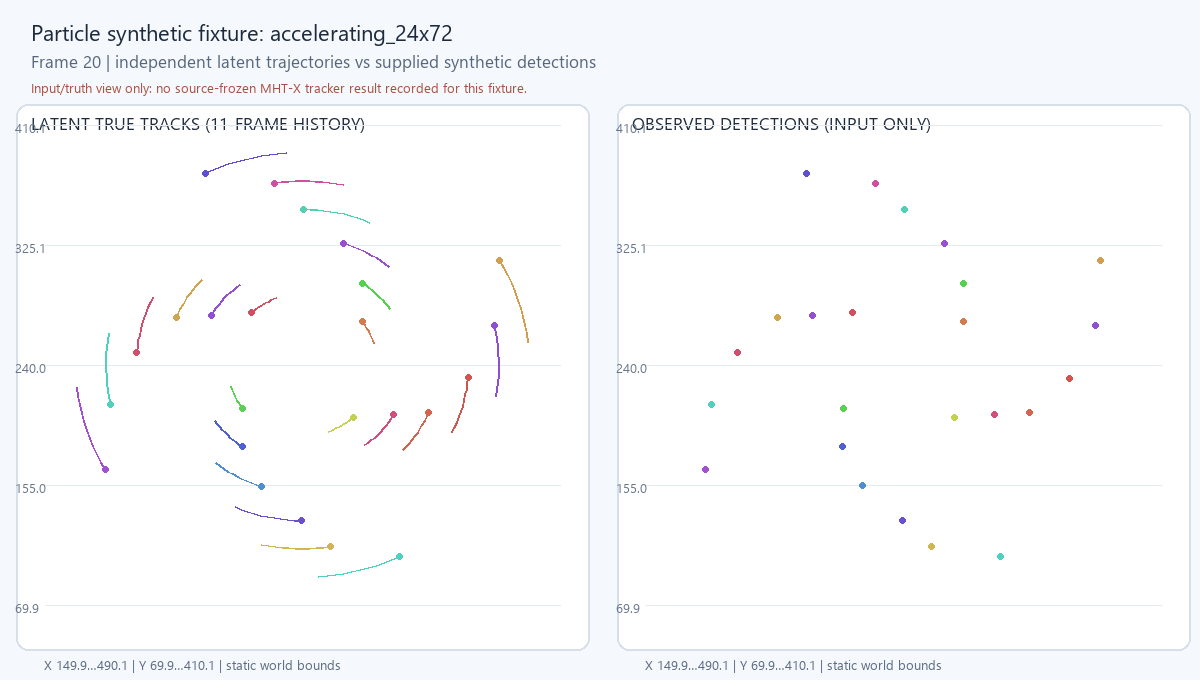 Particle synthetic fixture: accelerating_24x72
Frame 20 | independent latent trajectories vs supplied synthetic detections
Input/truth view only: no source-frozen MHT-X tracker result recorded for this fixture.
LATENT TRUE TRACKS (11-FRAME HISTORY)
410.1
325.1
240.0
155.0
69.9
X 149.9...490.1 | Y 69.9...410.1 | static world bounds
OBSERVED DETECTIONS (INPUT ONLY)
410.1
325.1
240.0
155.0
69.9
X 149.9...490.1 | Y 69.9...410.1 | static world bounds